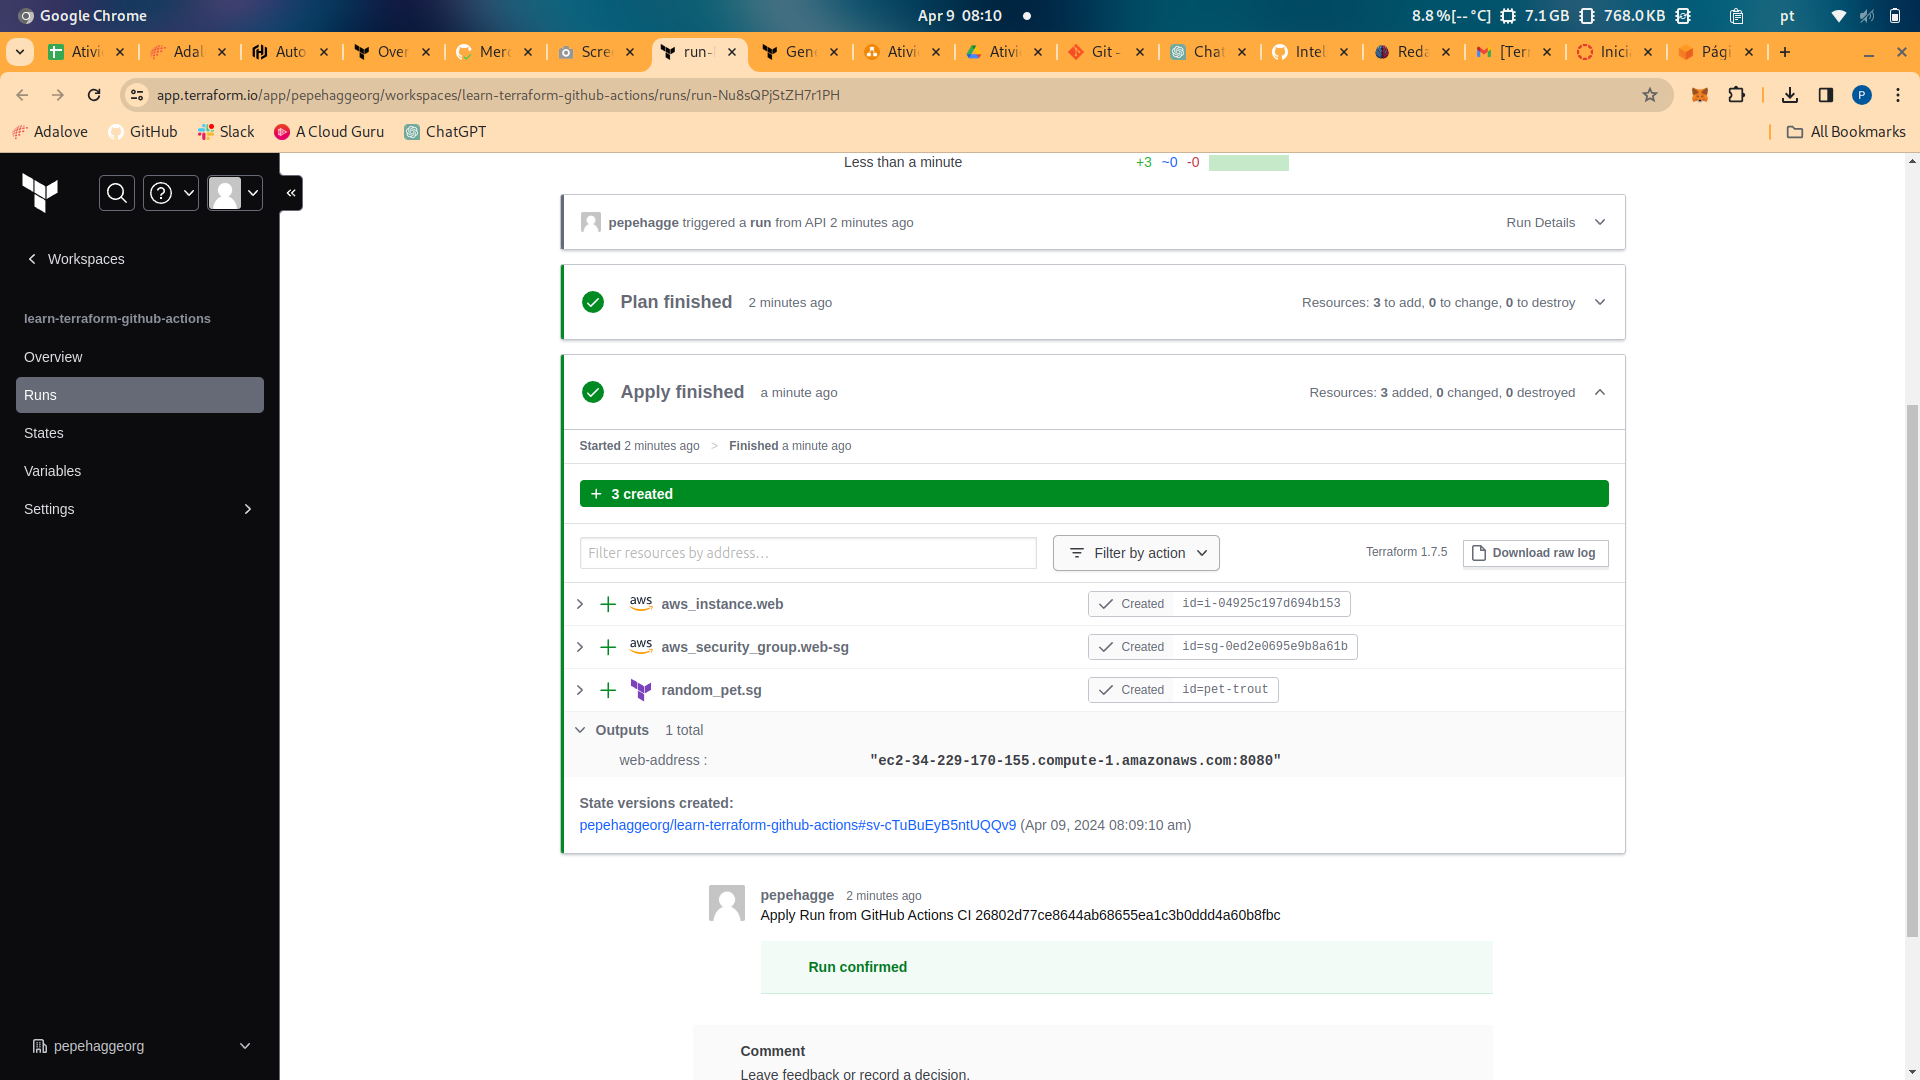 Google Chrome
Apr 9 08:10
8.8 %[-- °C] 7.1 GB 768.0 KB pt
Ativi Adal Auto Over Merc Scre run- Gen Ativi Ativi Git - Chat Intel Reda [Terr Inici Pági
app.terraform.io/app/pepehaggeorg/workspaces/learn-terraform-github-actions/runs/run-Nu8sQPjStZH7r1PH
P
Adalove GitHub Slack A Cloud Guru ChatGPT All Bookmarks
Less than a minute +3 ~0 -0
pepehagge triggered a run from API 2 minutes ago Run Details
Workspaces
Plan finished 2 minutes ago Resources: 3 to add, 0 to change, 0 to destroy
learn-terraform-github-actions
Overview
Runs
States
Variables
Settings
Apply finished a minute ago Resources: 3 added, 0 changed, 0 destroyed
Started 2 minutes ago > Finished a minute ago
+ 3 created
Filter resources by address… Filter by action Terraform 1.7.5 Download raw log
aws aws_instance.web Created id=i-04925c197d694b153
aws aws_security_group.web-sg Created id=sg-0ed2e0695e9b8a61b
random_pet.sg Created id=pet-trout
Outputs 1 total
web-address : "ec2-34-229-170-155.compute-1.amazonaws.com:8080"
State versions created:
pepehaggeorg/learn-terraform-github-actions#sv-cTuBuEyB5ntUQQv9 (Apr 09, 2024 08:09:10 am)
pepehagge 2 minutes ago
Apply Run from GitHub Actions CI 26802d77ce8644ab68655ea1c3b0ddd4a60b8fbc
Run confirmed
Comment
Leave feedback or record a decision.
pepehaggeorg